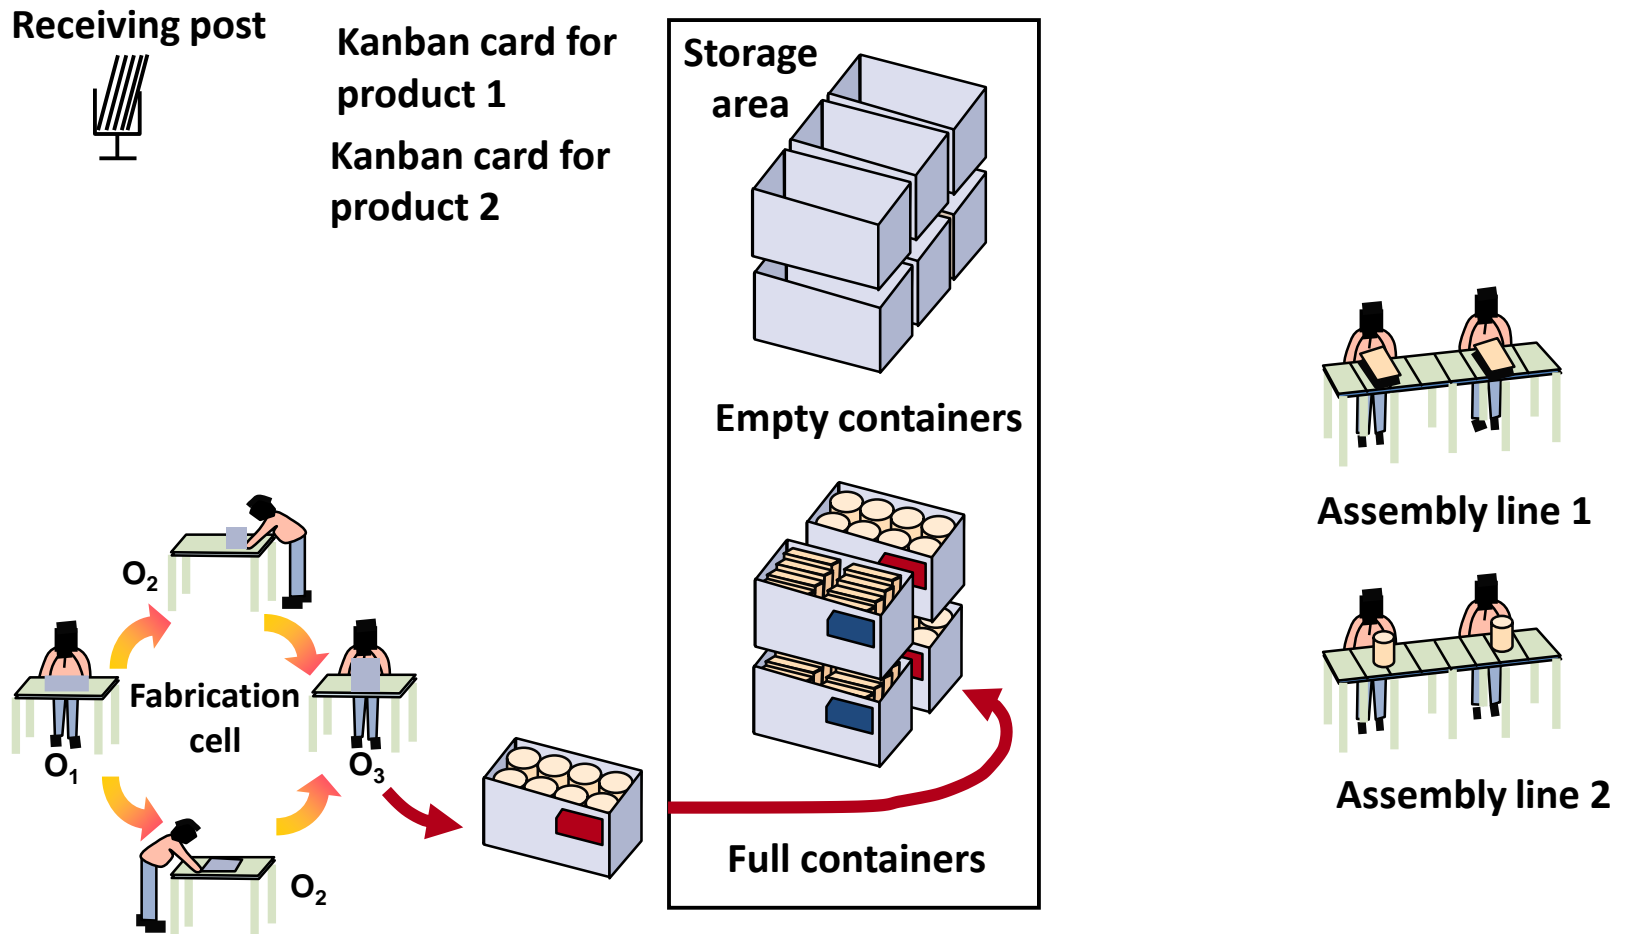 Receiving post
Kanban card for
product 1
Kanban card for
product 2
Storage
area
Empty containers
Assembly line 1
O₂
Fabrication
cell
O₁
O₃
O₂
Full containers
Assembly line 2